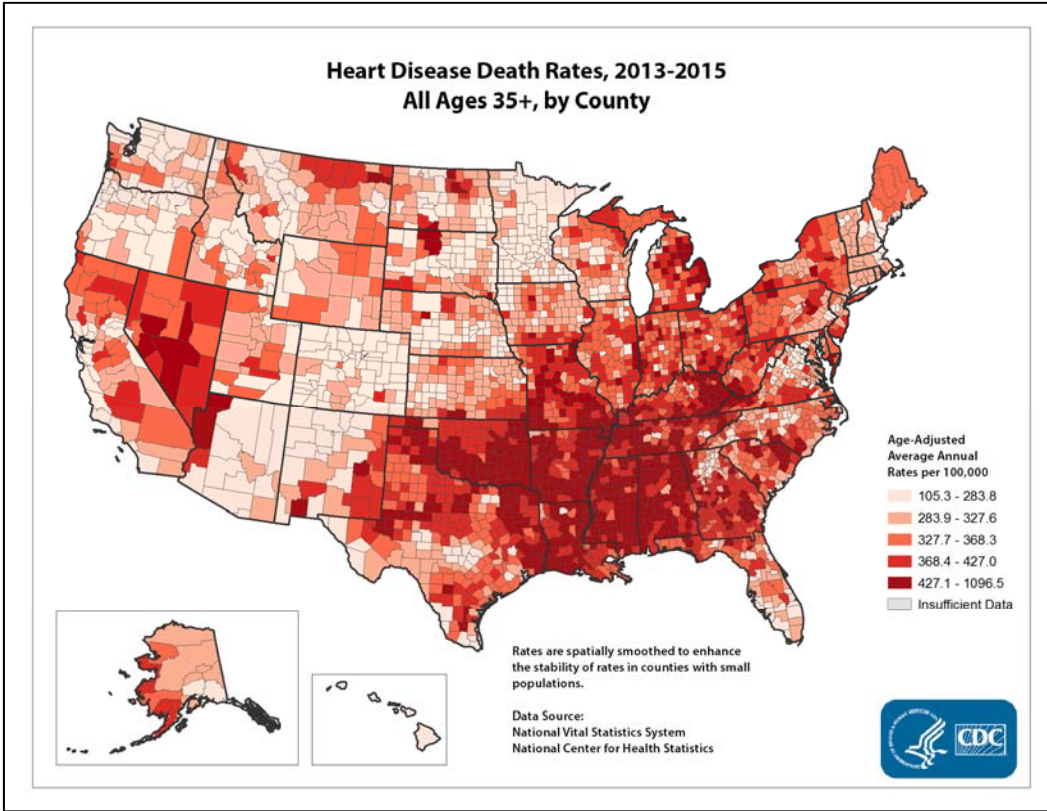 Heart Disease Death Rates, 2013-2015
All Ages 35+, by County
Age-Adjusted
Average Annual
Rates per 100,000
105.3 - 283.8
283.9 - 327.6
327.7 - 368.3
368.4 - 427.0
427.1 - 1096.5
Insufficient Data
Rates are spatially smoothed to enhance
the stability of rates in counties with small
populations.
Data Source:
National Vital Statistics System
National Center for Health Statistics
CDC